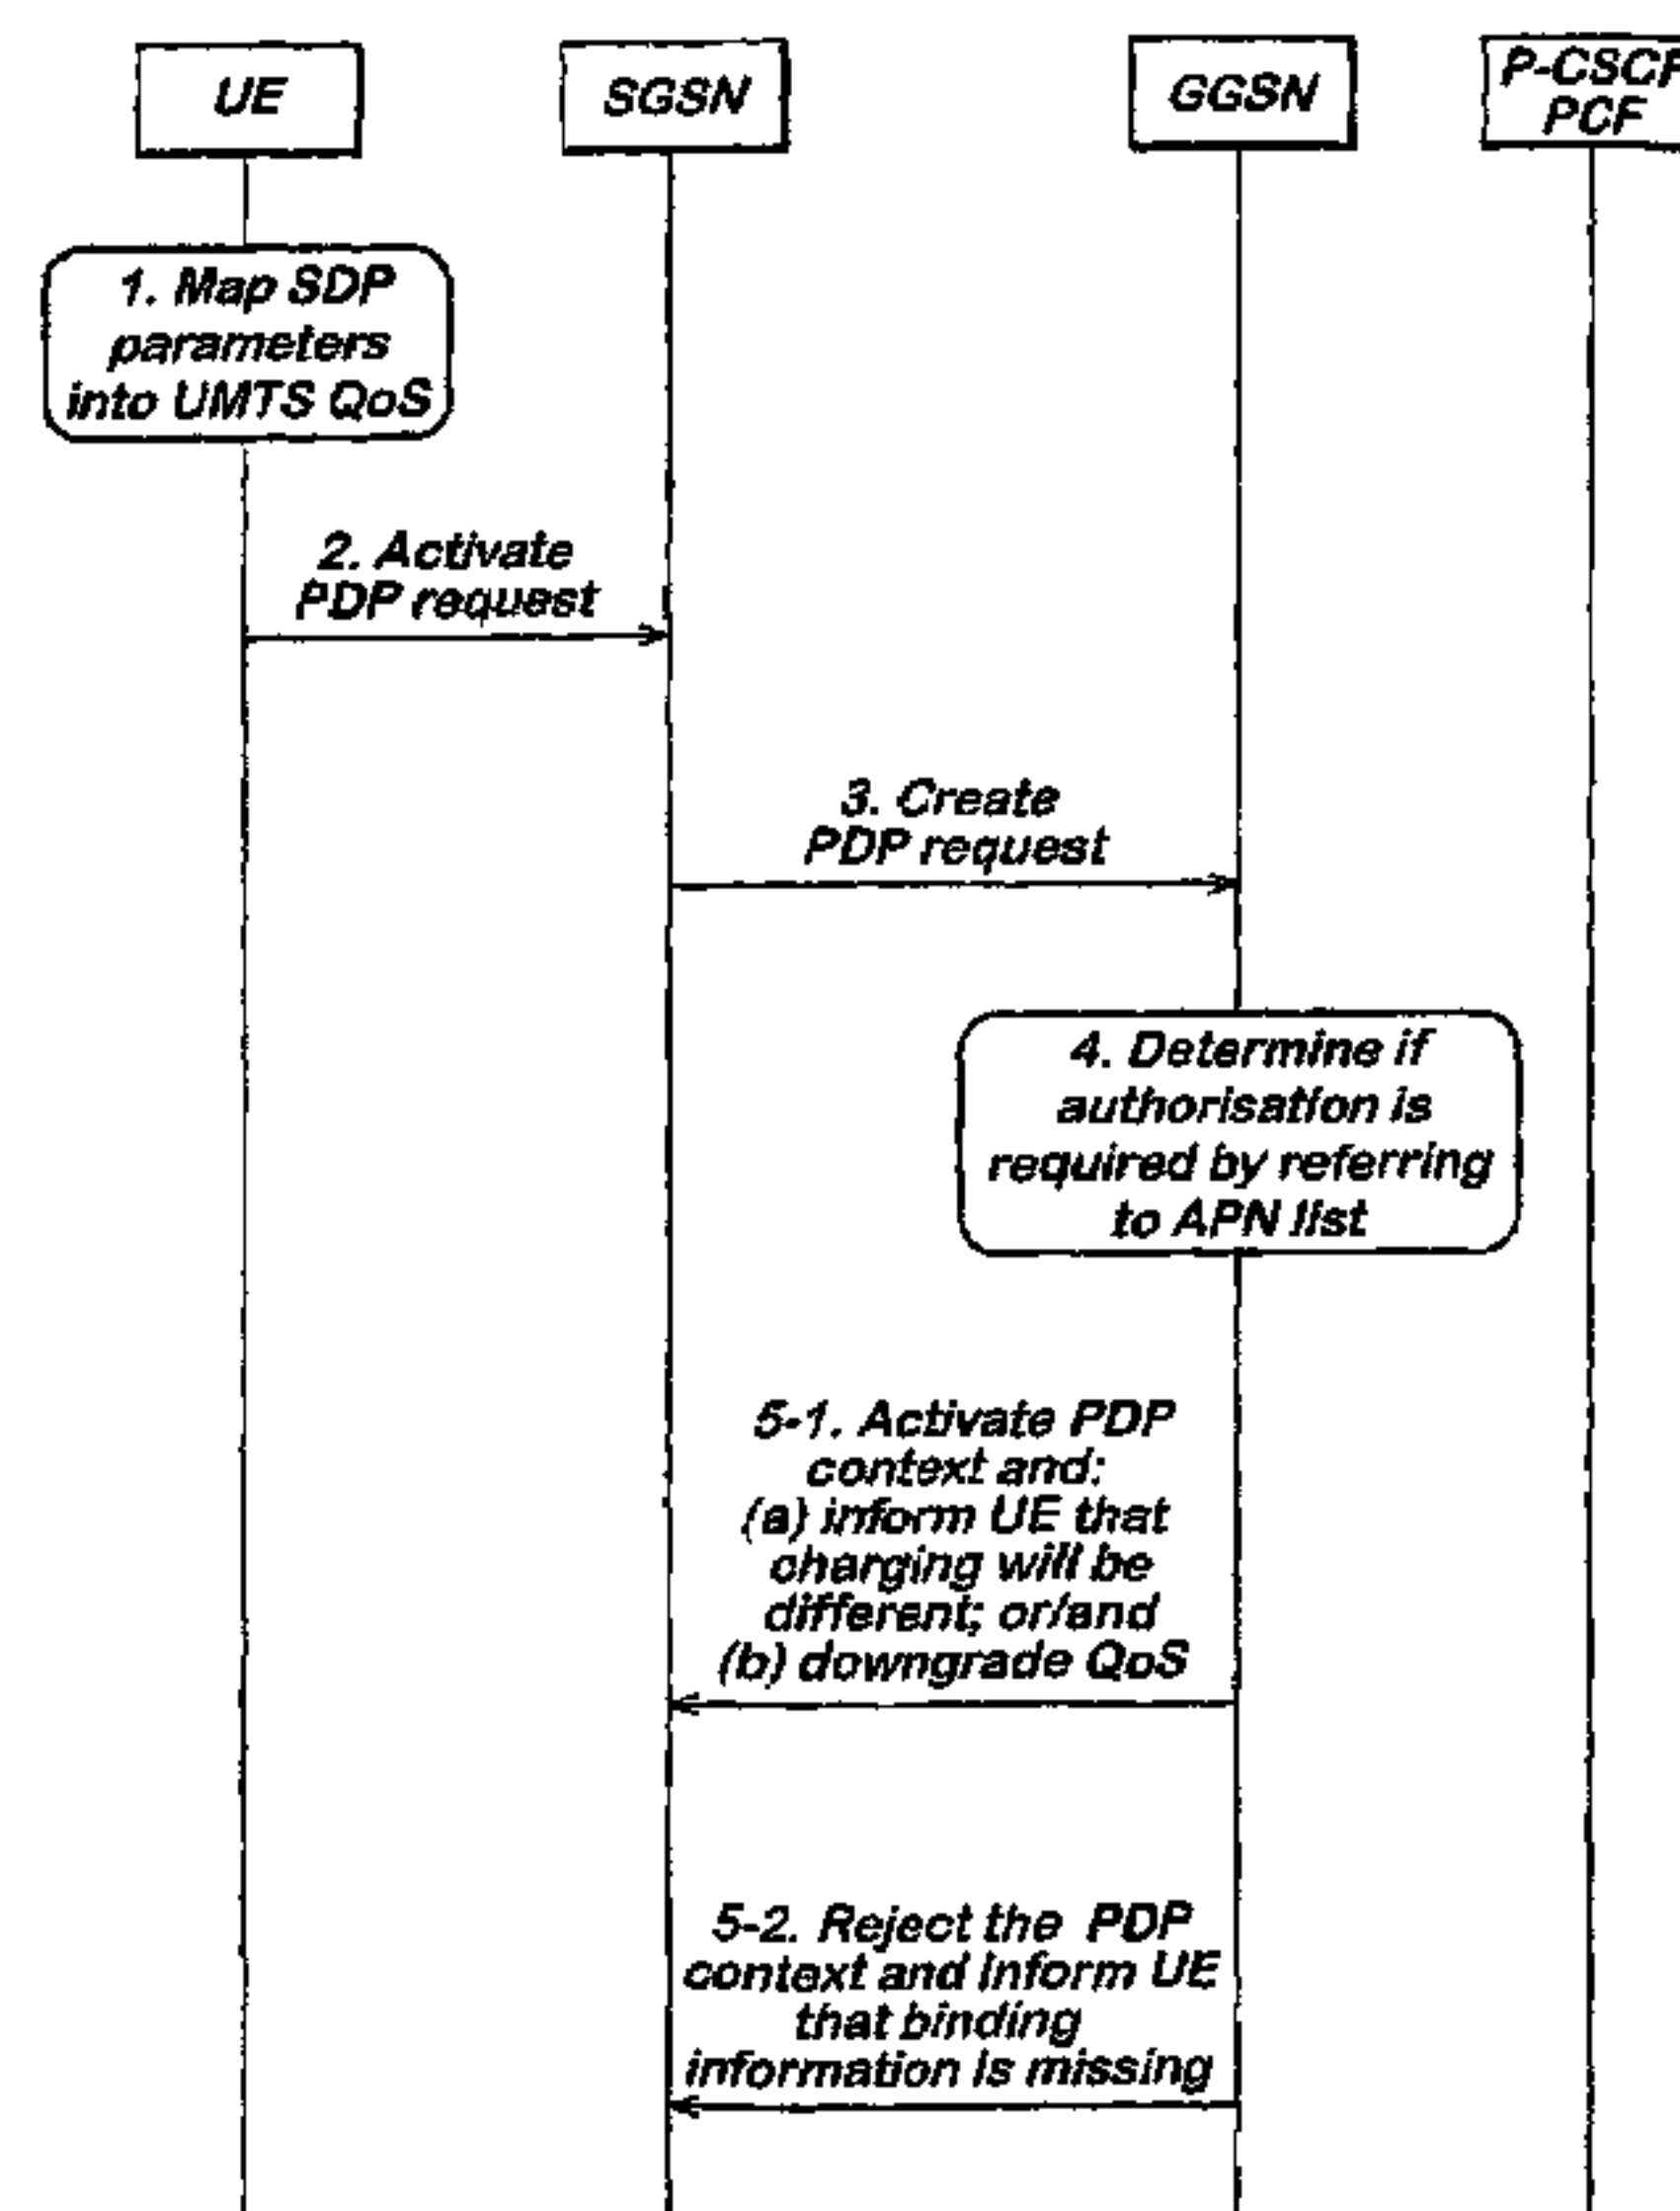 UE
SGSN
GGSN
P-CSCF
PCF
1. Map SDP
parameters
into UMTS QoS
2. Activate
PDP request
3. Create
PDP request
4. Determine if
authorisation is
required by referring
to APN list
5-1. Activate PDP
context and:
(a) inform UE that
charging will be
different; or/and
(b) downgrade QoS
5-2. Reject the PDP
context and inform UE
that binding
information is missing